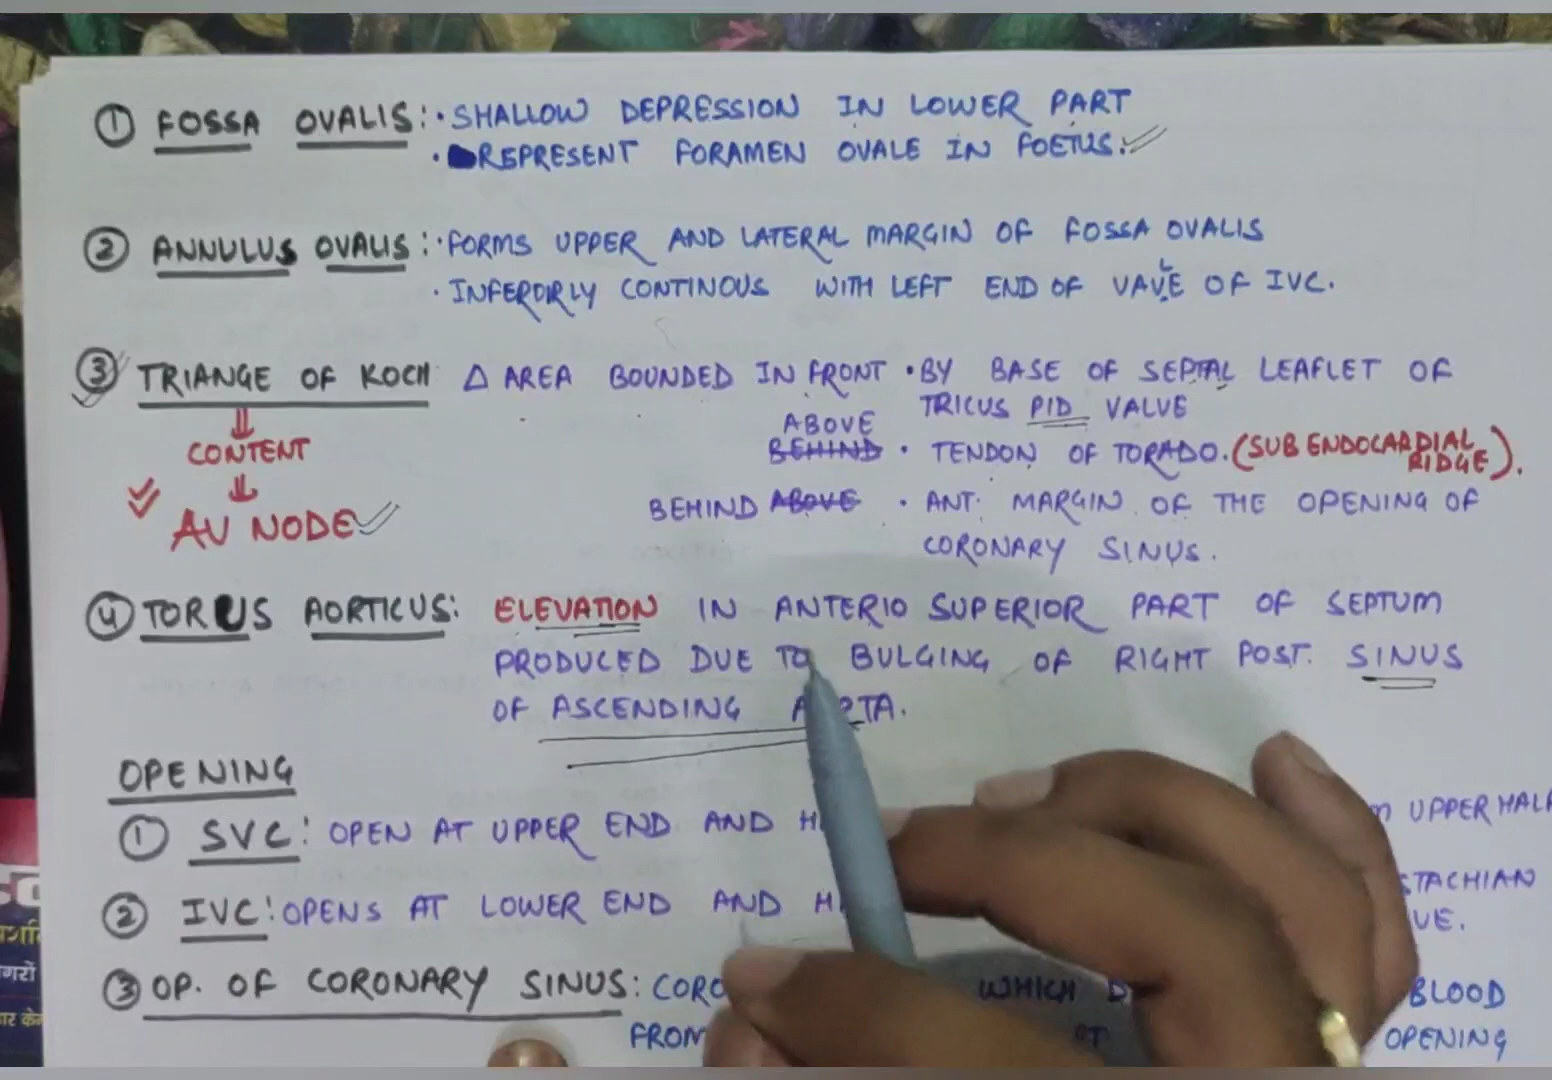 ① FOSSA OVALIS: • SHALLOW DEPRESSION IN LOWER PART
• REPRESENT FORAMEN OVALE IN FOETUS.
② ANNULUS OVALIS: • FORMS UPPER AND LATERAL MARGIN OF FOSSA OVALIS
• INFERORLY CONTINOUS WITH LEFT END OF VAVLE OF IVC.
③ TRIANGE OF KOCH Δ AREA BOUNDED IN FRONT • BY BASE OF SEPTAL LEAFLET OF
TRICUS PID VALVE
⇓
CONTENT
⇓
AV NODE
ABOVE
BEHIND • TENDON OF TORADO. (SUB ENDOCARDIAL RIDGE).
BEHIND ABOVE • ANT. MARGIN OF THE OPENING OF
CORONARY SINUS.
④ TORUS AORTICUS: ELEVATION IN ANTERIO SUPERIOR PART OF SEPTUM
PRODUCED DUE TO BULGING OF RIGHT POST. SINUS
OF ASCENDING AORTA.
OPENING
① SVC: OPEN AT UPPER END AND UPPER HALF
② IVC: OPENS AT LOWER END AND
③ OP. OF CORONARY SINUS: WHICH BLOOD
FROM OPENING